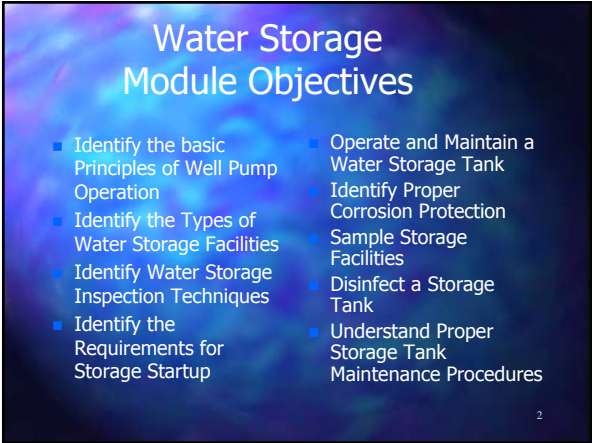 Water Storage
Module Objectives
Identify the basic
Principles of Well Pump
Operation
Identify the Types of
Water Storage Facilities
Identify Water Storage
Inspection Techniques
Identify the
Requirements for
Storage Startup
Operate and Maintain a
Water Storage Tank
Identify Proper
Corrosion Protection
Sample Storage
Facilities
Disinfect a Storage
Tank
Understand Proper
Storage Tank
Maintenance Procedures
2